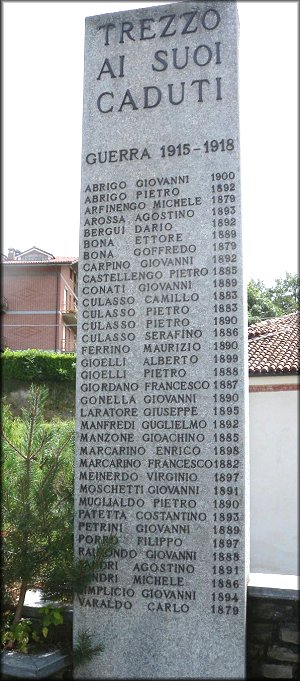 TREZZO
AI SUOI
CADUTI
GUERRA 1915-1918
ABRIGO GIOVANNI 1900
ABRIGO PIETRO 1892
ARFINENGO MICHELE 1879
AROSSA AGOSTINO 1893
BERGUI DARIO 1892
BONA ETTORE 1889
BONA GOFFREDO 1879
CARPINO GIOVANNI 1892
CASTELLENGO PIETRO 1885
CONATI GIOVANNI 1889
CULASSO CAMILLO 1883
CULASSO PIETRO 1883
CULASSO PIETRO 1890
CULASSO SERAFINO 1886
FERRINO MAURIZIO 1890
GIOELLI ALBERTO 1899
GIOELLI PIETRO 1888
GIORDANO FRANCESCO 1887
GONELLA GIOVANNI 1890
LARATORE GIUSEPPE 1895
MANFREDI GUGLIELMO 1892
MANZONE GIOACHINO 1885
MARCARINO ENRICO 1898
MARCARINO FRANCESCO 1882
MEINERDO VIRGINIO 1897
MOSCHETTI GIOVANNI 1891
MUGLIALDO PIETRO 1890
PATETTA COSTANTINO 1893
PETRINI GIOVANNI 1889
PORRO FILIPPO 1897
RAIMONDO GIOVANNI 1888
AGOSTINO 1891
MICHELE 1886
GIOVANNI 1894
VARALDO CARLO 1879